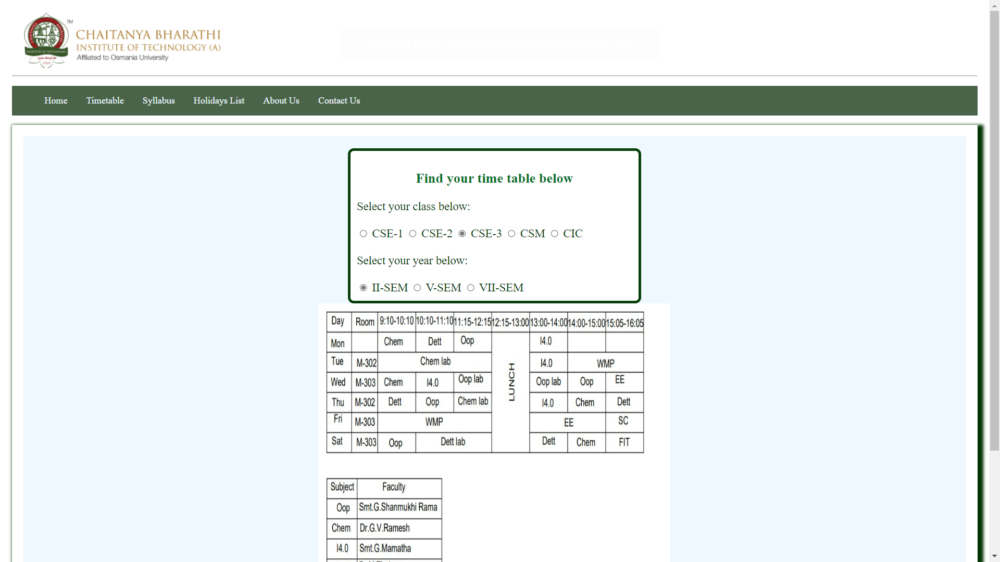 TM
CHAITANYA BHARATHI
INSTITUTE OF TECHNOLOGY (A)
Affliated to Osmania University
INSTITUTE OF TECHNOLOGY
1979
Home Timetable Syllabus Holidays List About Us Contact Us
Find your time table below
Select your class below:
CSE-1 CSE-2 CSE-3 CSM CIC
Select your year below:
II-SEM V-SEM VII-SEM
Day Room 9:10-10:10 10:10-11:10 11:15-12:15 12:15-13:00 13:00-14:00 14:00-15:00 15:05-16:05
Mon Chem Dett Oop I4.0
Tue M-302 Chem lab I4.0 WMP
LUNCH
Wed M-303 Chem I4.0 Oop lab Oop lab Oop EE
Thu M-302 Dett Oop Chem lab I4.0 Chem Dett
Fri M-303 WMP EE SC
Sat M-303 Oop Dett lab Dett Chem FIT
Subject Faculty
Oop Smt.G.Shanmukhi Rama
Chem Dr.G.V.Ramesh
I4.0 Smt.G.Mamatha